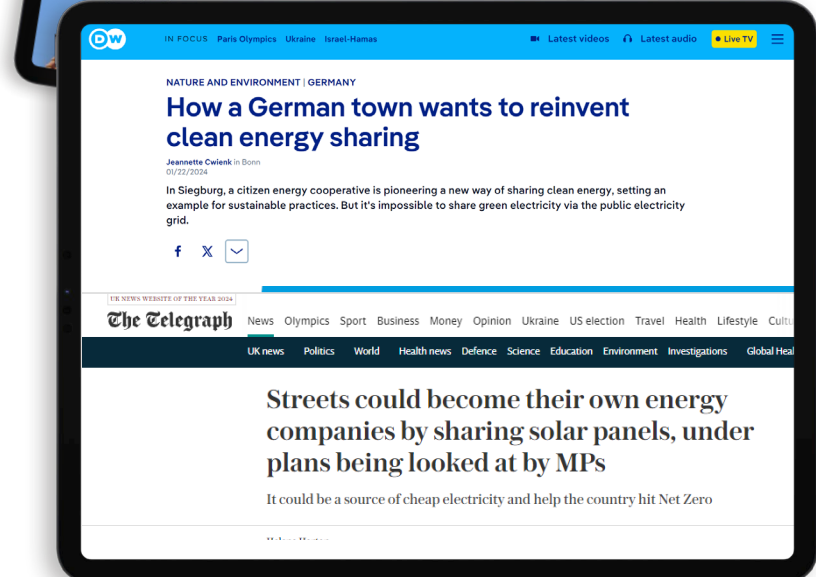 DW
IN FOCUS Paris Olympics Ukraine Israel-Hamas Latest videos Latest audio Live TV
NATURE AND ENVIRONMENT | GERMANY
How a German town wants to reinvent
clean energy sharing
Jeannette Cwienk in Bonn
01/22/2024
In Siegburg, a citizen energy cooperative is pioneering a new way of sharing clean energy, setting an
example for sustainable practices. But it's impossible to share green electricity via the public electricity
grid.
UK NEWS WEBSITE OF THE YEAR 2024
The Telegraph News Olympics Sport Business Money Opinion Ukraine US election Travel Health Lifestyle Cultu
UK news Politics World Health news Defence Science Education Environment Investigations Global Heal
Streets could become their own energy
companies by sharing solar panels, under
plans being looked at by MPs
It could be a source of cheap electricity and help the country hit Net Zero